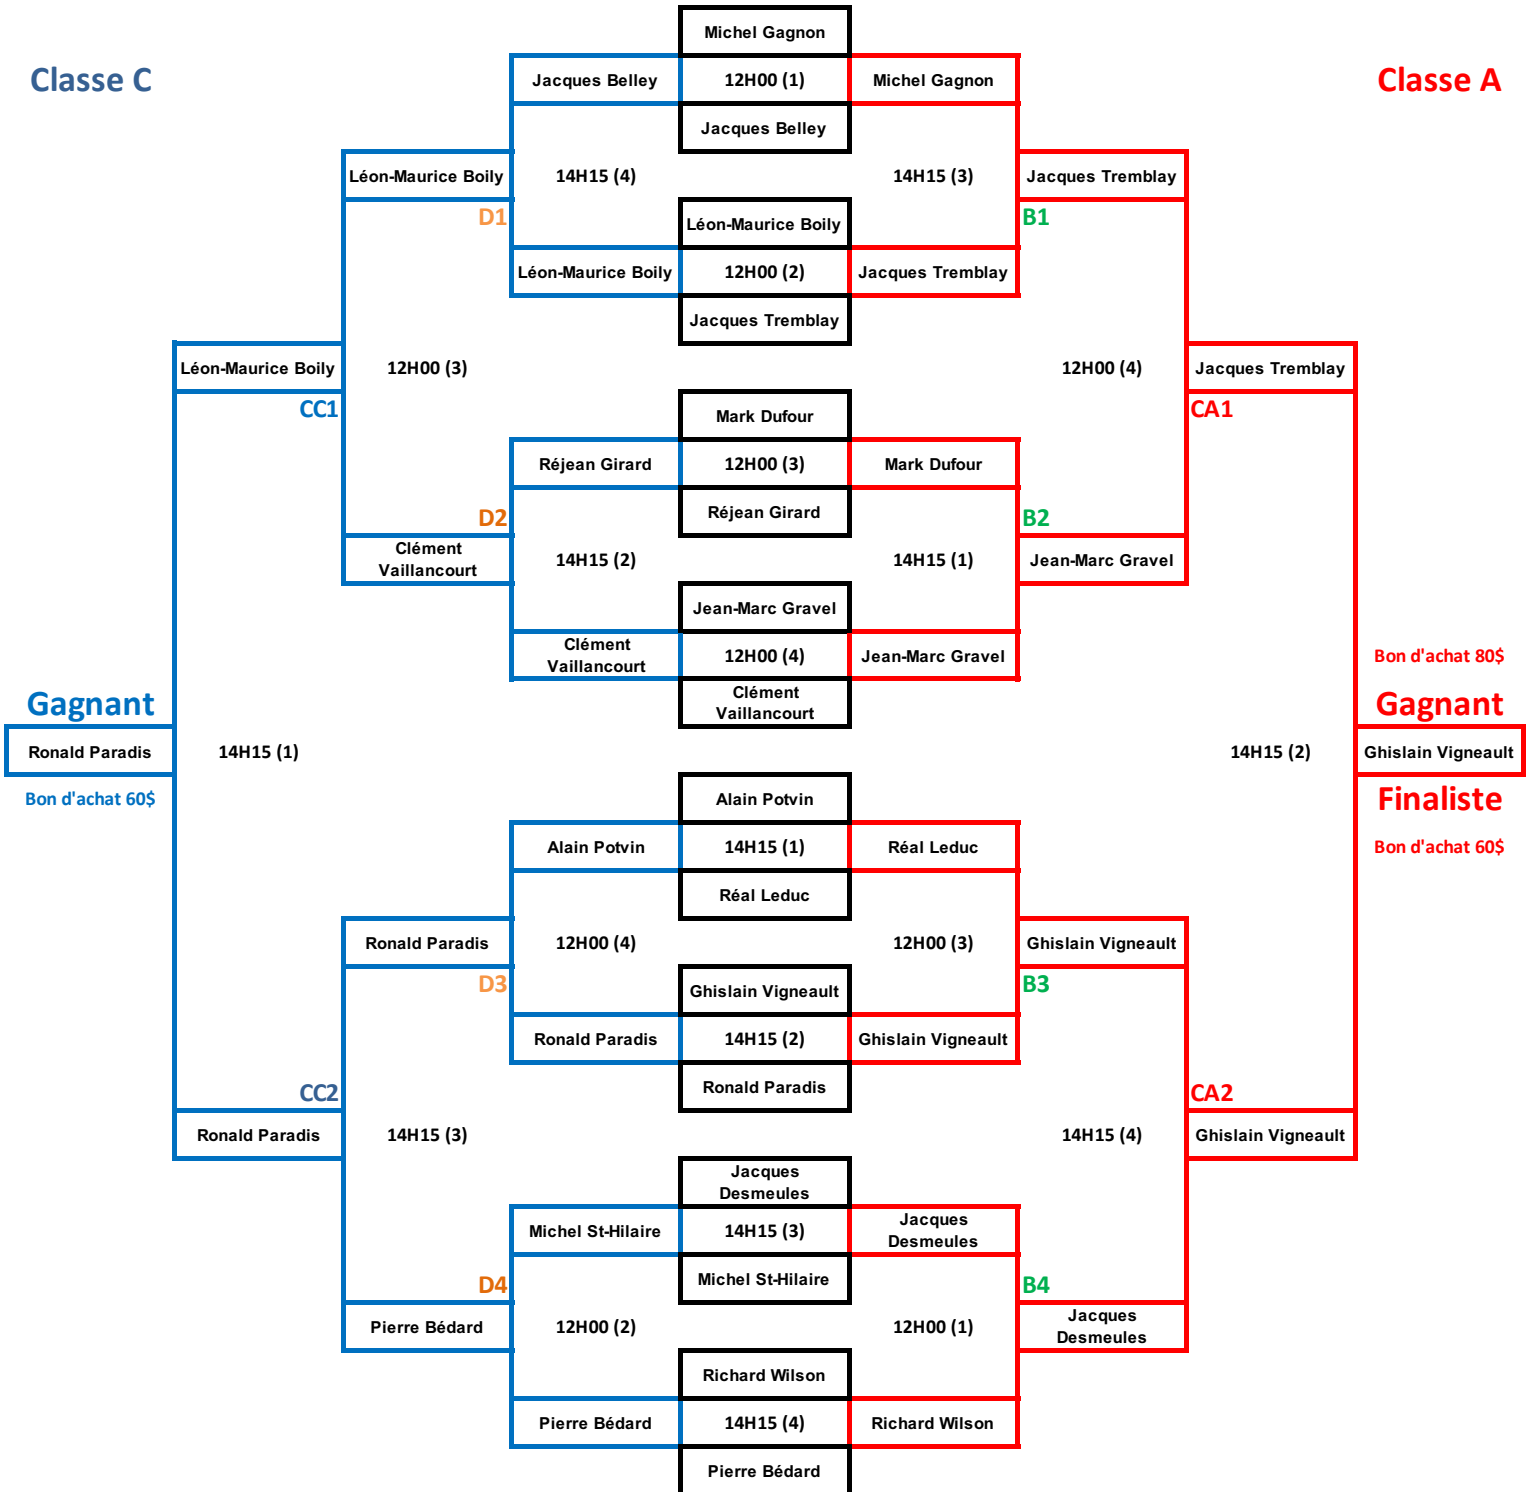 Michel Gagnon
Classe C
Jacques Belley
12H00 (1)
Michel Gagnon
Classe A
Jacques Belley
Léon-Maurice Boily
14H15 (4)
14H15 (3)
Jacques Tremblay
D1
Léon-Maurice Boily
B1
Léon-Maurice Boily
12H00 (2)
Jacques Tremblay
Jacques Tremblay
Léon-Maurice Boily
12H00 (3)
12H00 (4)
Jacques Tremblay
CC1
Mark Dufour
CA1
Réjean Girard
12H00 (3)
Mark Dufour
D2
Réjean Girard
B2
Clément
Vaillancourt
14H15 (2)
14H15 (1)
Jean-Marc Gravel
Jean-Marc Gravel
Clément
Vaillancourt
12H00 (4)
Jean-Marc Gravel
Bon d'achat 80$
Gagnant
Clément
Vaillancourt
Gagnant
Ronald Paradis
14H15 (1)
14H15 (2)
Ghislain Vigneault
Bon d'achat 60$
Alain Potvin
Finaliste
Alain Potvin
14H15 (1)
Réal Leduc
Bon d'achat 60$
Réal Leduc
Ronald Paradis
12H00 (4)
12H00 (3)
Ghislain Vigneault
D3
Ghislain Vigneault
B3
Ronald Paradis
14H15 (2)
Ghislain Vigneault
CC2
Ronald Paradis
CA2
Ronald Paradis
14H15 (3)
14H15 (4)
Ghislain Vigneault
Jacques
Desmeules
Michel St-Hilaire
14H15 (3)
Jacques
Desmeules
D4
Michel St-Hilaire
B4
Pierre Bédard
12H00 (2)
12H00 (1)
Jacques
Desmeules
Richard Wilson
Pierre Bédard
14H15 (4)
Richard Wilson
Pierre Bédard